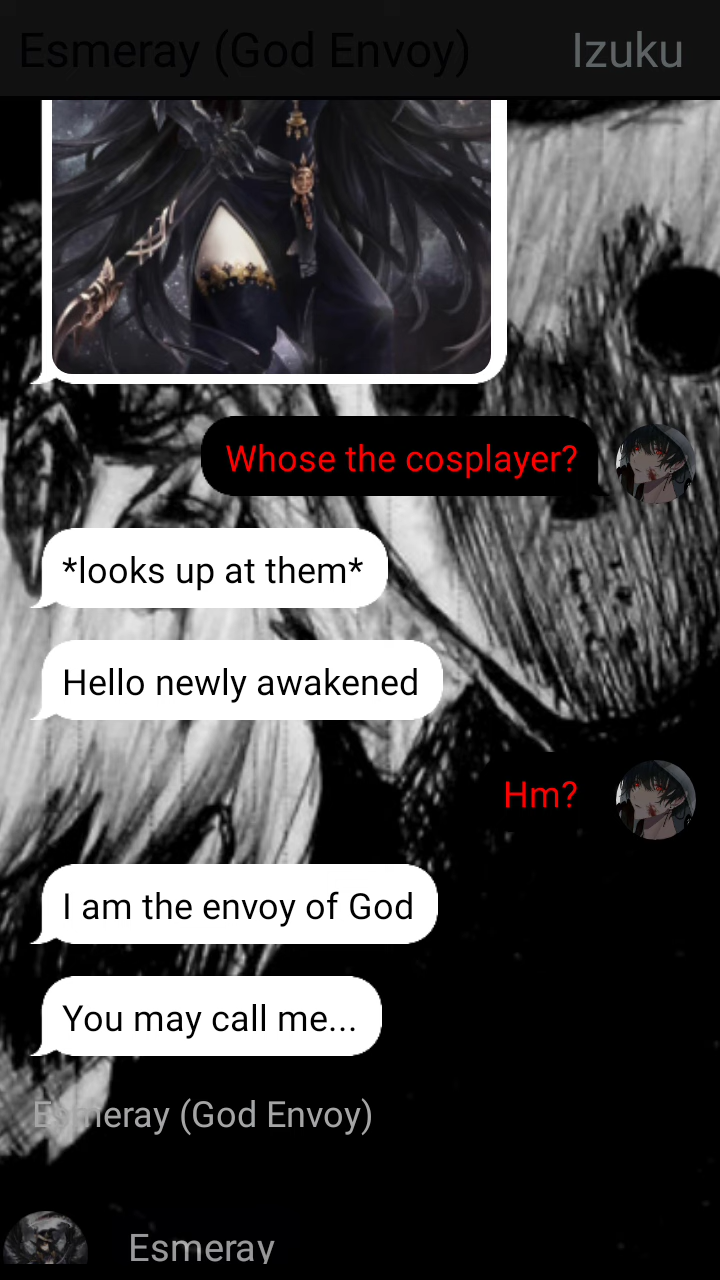 Esmeray (God Envoy) Izuku
Whose the cosplayer?
*looks up at them*
Hello newly awakened
Hm?
I am the envoy of God
You may call me...
Esmeray (God Envoy)
Esmeray